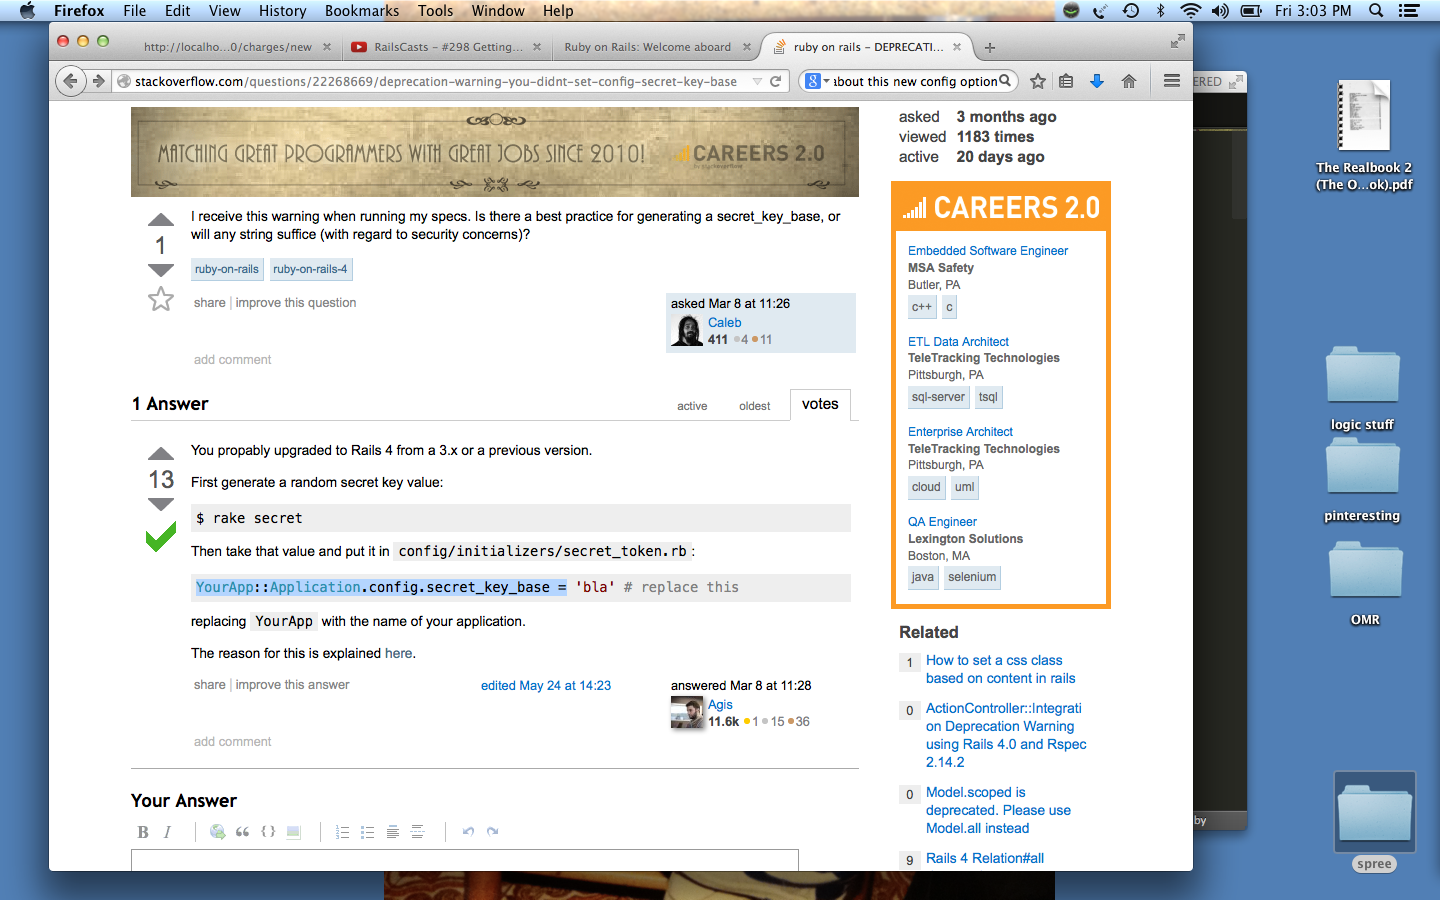 Firefox File Edit View History Bookmarks Tools Window Help Fri 3:03 PM
http://localho...0/charges/new RailsCasts - #298 Getting... Ruby on Rails: Welcome aboard ruby on rails - DEPRECATI...
stackoverflow.com/questions/22268669/deprecation-warning-you-didnt-set-config-secret-key-base
about this new config option
ERED
MATCHING GREAT PROGRAMMERS WITH GREAT JOBS SINCE 2010! CAREERS 2.0
by stackoverflow
1
I receive this warning when running my specs. Is there a best practice for generating a secret_key_base, or
will any string suffice (with regard to security concerns)?
ruby-on-rails ruby-on-rails-4
share | improve this question
asked Mar 8 at 11:26
Caleb
411 4 11
add comment
1 Answer
active oldest votes
13
You propably upgraded to Rails 4 from a 3.x or a previous version.
First generate a random secret key value:
$ rake secret
Then take that value and put it in config/initializers/secret_token.rb:
YourApp::Application.config.secret_key_base = 'bla' # replace this
replacing YourApp with the name of your application.
The reason for this is explained here.
share | improve this answer
edited May 24 at 14:23
answered Mar 8 at 11:28
Agis
11.6k 1 15 36
add comment
Your Answer
B I
asked 3 months ago
viewed 1183 times
active 20 days ago
CAREERS 2.0
Embedded Software Engineer
MSA Safety
Butler, PA
c++ c
ETL Data Architect
TeleTracking Technologies
Pittsburgh, PA
sql-server tsql
Enterprise Architect
TeleTracking Technologies
Pittsburgh, PA
cloud uml
QA Engineer
Lexington Solutions
Boston, MA
java selenium
Related
1 How to set a css class
based on content in rails
0 ActionController::Integrati
on Deprecation Warning
using Rails 4.0 and Rspec
2.14.2
0 Model.scoped is
deprecated. Please use
Model.all instead
9 Rails 4 Relation#all
by
The Realbook 2
(The O...ok).pdf
logic stuff
pinteresting
OMR
spree